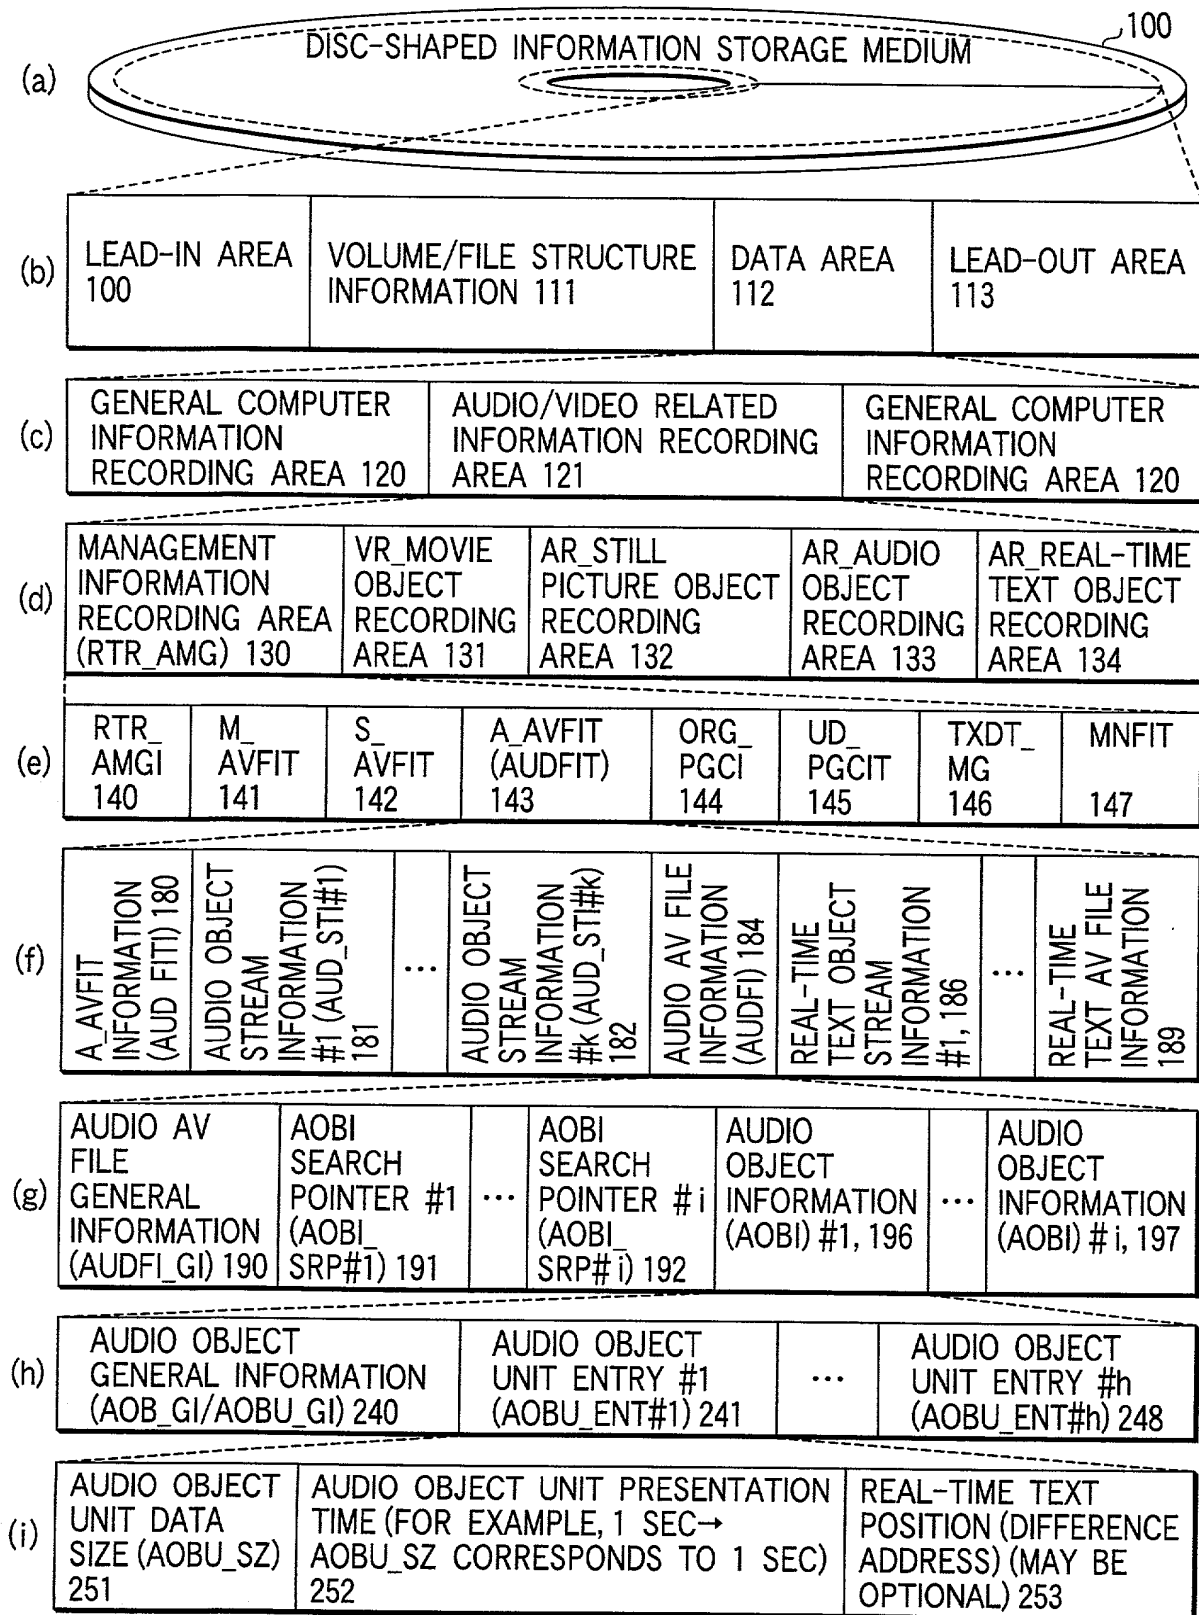 100
DISC-SHAPED INFORMATION STORAGE MEDIUM
(a)
(b)
LEAD-IN AREA
100
VOLUME/FILE STRUCTURE
INFORMATION 111
DATA AREA
112
LEAD-OUT AREA
113
(c)
GENERAL COMPUTER
INFORMATION
RECORDING AREA 120
AUDIO/VIDEO RELATED
INFORMATION RECORDING
AREA 121
GENERAL COMPUTER
INFORMATION
RECORDING AREA 120
(d)
MANAGEMENT
INFORMATION
RECORDING AREA
(RTR_AMG) 130
VR_MOVIE
OBJECT
RECORDING
AREA 131
AR_STILL
PICTURE OBJECT
RECORDING
AREA 132
AR_AUDIO
OBJECT
RECORDING
AREA 133
AR_REAL-TIME
TEXT OBJECT
RECORDING
AREA 134
(e)
RTR_
AMGI
140
M_
AVFIT
141
S_
AVFIT
142
A_AVFIT
(AUDFIT)
143
ORG_
PGCI
144
UD_
PGCIT
145
TXDT_
MG
146
MNFIT
147
(f)
A_AVFIT
INFORMATION
(AUD FITI) 180
AUDIO OBJECT
STREAM
INFORMATION
#1 (AUD_STI#1)
181
...
AUDIO OBJECT
STREAM
INFORMATION
#k (AUD_STI#k)
182
AUDIO AV FILE
INFORMATION
(AUDFI) 184
REAL-TIME
TEXT OBJECT
STREAM
INFORMATION
#1, 186
...
REAL-TIME
TEXT AV FILE
INFORMATION
189
(g)
AUDIO AV
FILE
GENERAL
INFORMATION
(AUDFI_GI) 190
AOBI
SEARCH
POINTER #1
(AOBI_
SRP#1) 191
...
AOBI
SEARCH
POINTER #i
(AOBI_
SRP#i) 192
AUDIO
OBJECT
INFORMATION
(AOBI) #1, 196
...
AUDIO
OBJECT
INFORMATION
(AOBI) #i, 197
(h)
AUDIO OBJECT
GENERAL INFORMATION
(AOB_GI/AOBU_GI) 240
AUDIO OBJECT
UNIT ENTRY #1
(AOBU_ENT#1) 241
...
AUDIO OBJECT
UNIT ENTRY #h
(AOBU_ENT#h) 248
(i)
AUDIO OBJECT
UNIT DATA
SIZE (AOBU_SZ)
251
AUDIO OBJECT UNIT PRESENTATION
TIME (FOR EXAMPLE, 1 SEC→
AOBU_SZ CORRESPONDS TO 1 SEC)
252
REAL-TIME TEXT
POSITION (DIFFERENCE
ADDRESS) (MAY BE
OPTIONAL) 253